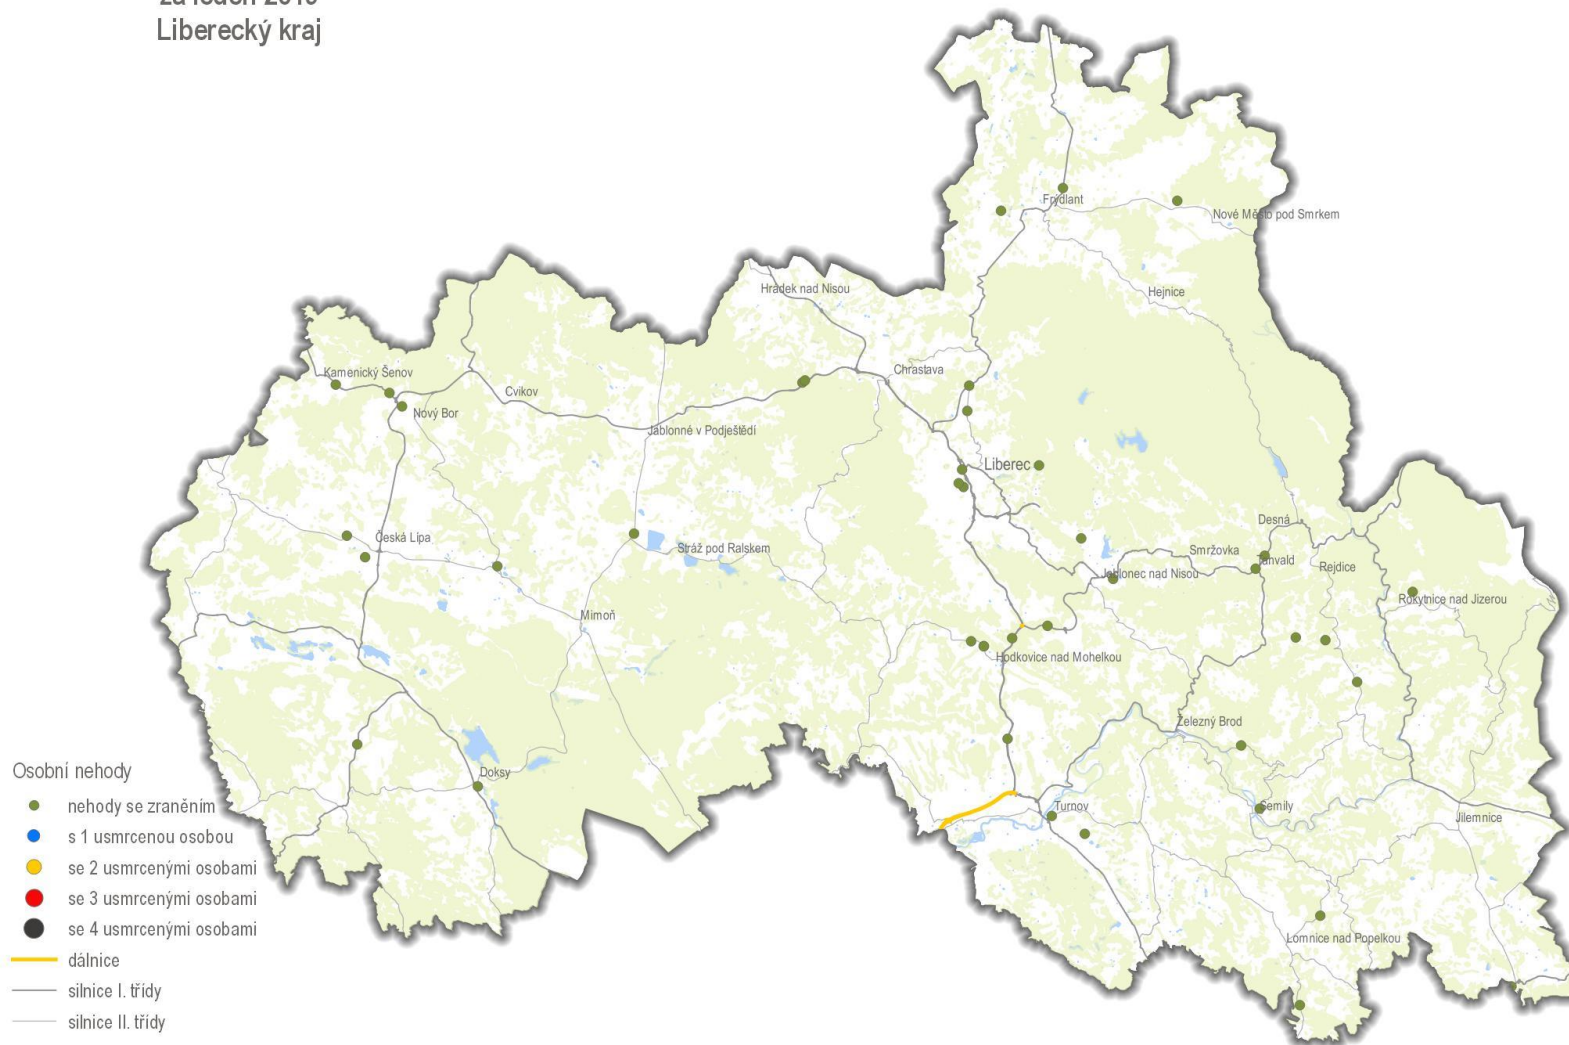 Liberecký kraj
Frýdlant
Nové Město pod Smrkem
Hrádek nad Nisou
Hejnice
Kamenický Šenov
Chrastava
Cvikov
Nový Bor
Jablonné v Podještědí
Liberec
Česká Lípa
Stráž pod Ralskem
Desná
Smržovka
Tanvald
Rejdice
Jablonec nad Nisou
Rokytnice nad Jizerou
Mimoň
Hodkovice nad Mohelkou
Železný Brod
Doksy
Turnov
Semily
Jilemnice
Lomnice nad Popelkou
Osobní nehody
nehody se zraněním
s 1 usmrcenou osobou
se 2 usmrcenými osobami
se 3 usmrcenými osobami
se 4 usmrcenými osobami
dálnice
silnice I. třídy
silnice II. třídy